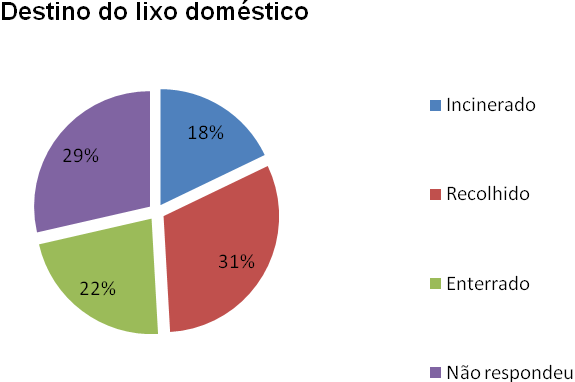 Destino do lixo doméstico
18%
31%
22%
29%
Incinerado
Recolhido
Enterrado
Não respondeu